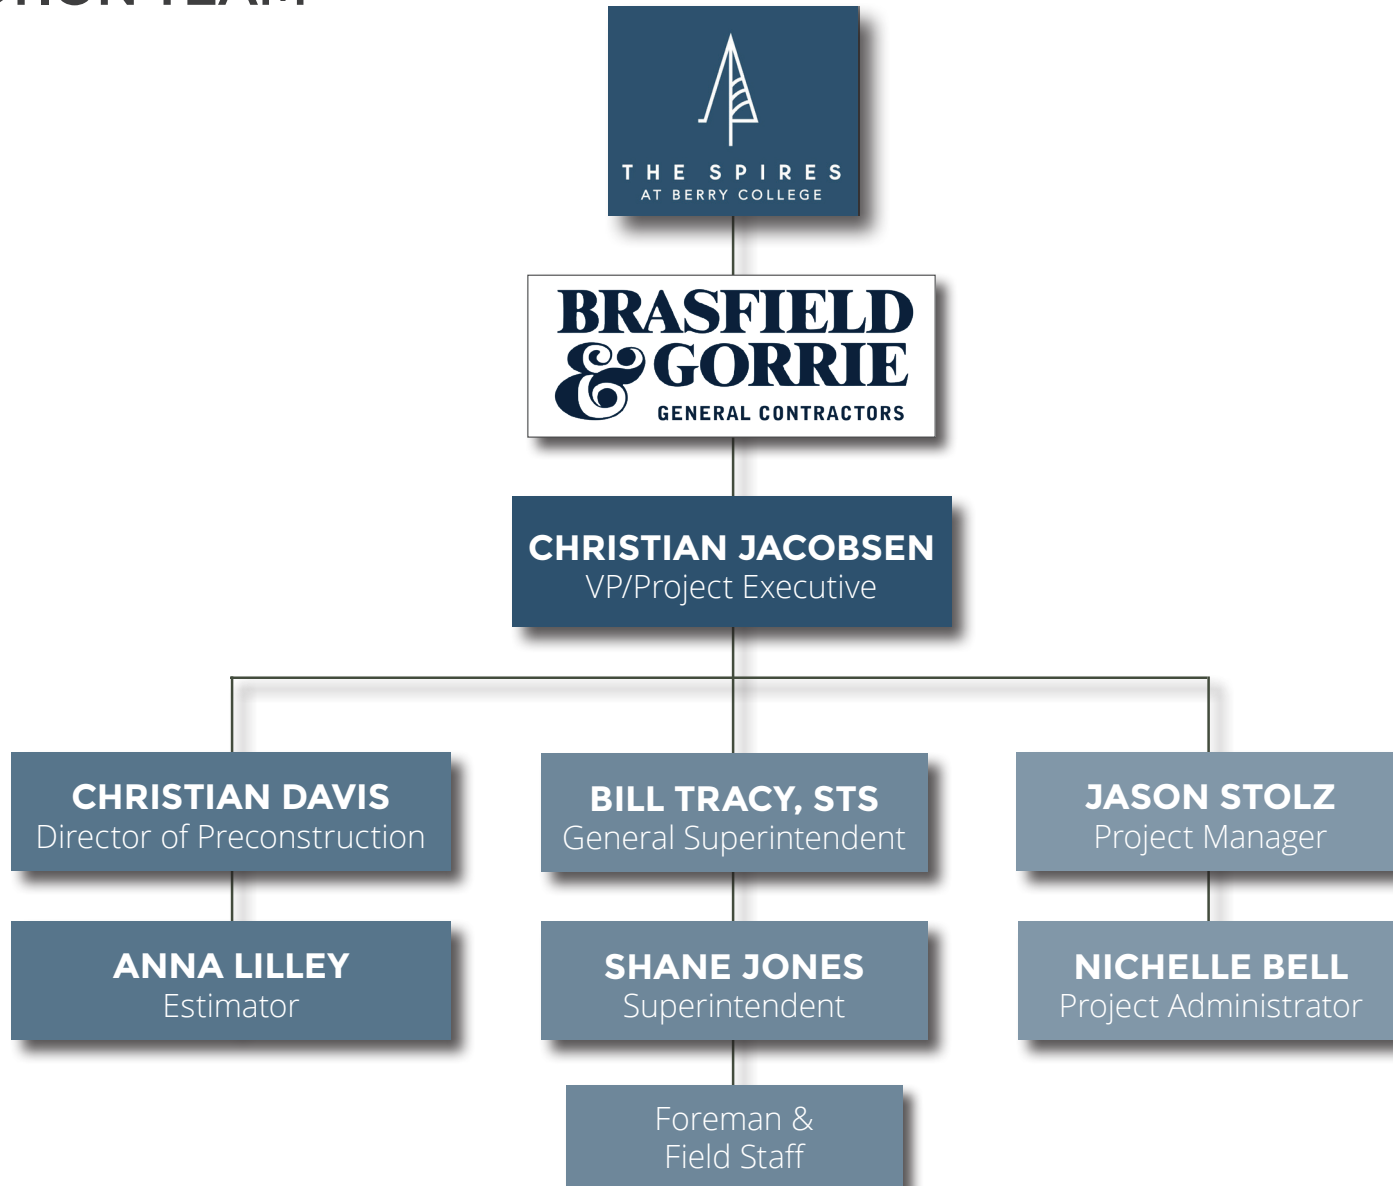 TEAM
THE SPIRES
AT BERRY COLLEGE
BRASFIELD
& GORRIE
GENERAL CONTRACTORS
CHRISTIAN JACOBSEN
VP/Project Executive
CHRISTIAN DAVIS
Director of Preconstruction
BILL TRACY, STS
General Superintendent
JASON STOLZ
Project Manager
ANNA LILLEY
Estimator
SHANE JONES
Superintendent
NICHELLE BELL
Project Administrator
Foreman &
Field Staff